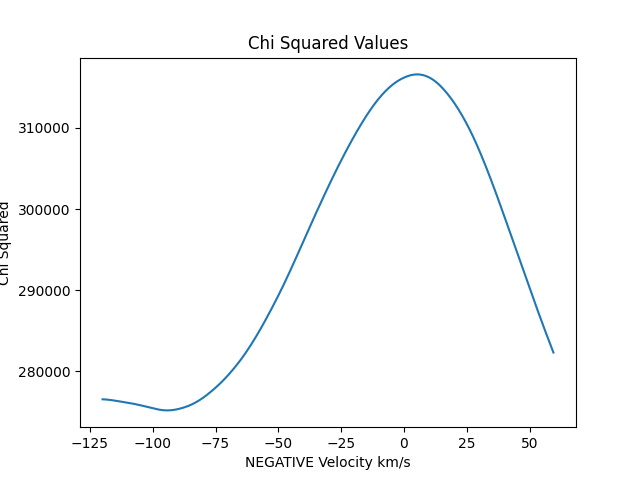 Chi Squared Values
310000
300000
290000
280000
Chi Squared
−125 −100 −75 −50 −25 0 25 50
NEGATIVE Velocity km/s